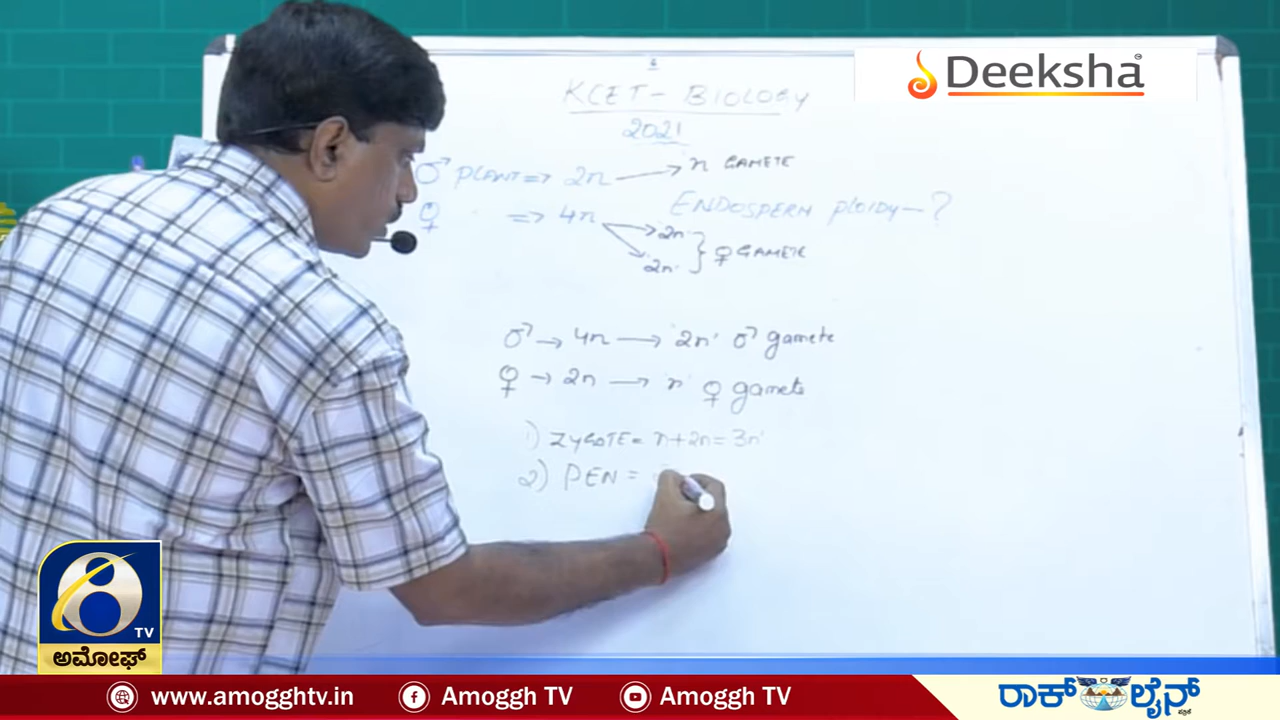 Deeksha
KCET - BIOLOGY
2021
♂ PLANT => 2n → n GAMETE
ENDOSPERM PLOIDY - ?
♀ => 4n → 2n
2n } ♀ GAMETE
♂ → 4n → 2n ♂ gamete
♀ → 2n → n ♀ gamete
1) ZYGOTE = n + 2n = 3n
2) PEN =
8 TV
ಅಮೋಘ್
www.amogghtv.in
Amoggh TV
Amoggh TV
ರಾಕ್ ಲೈನ್